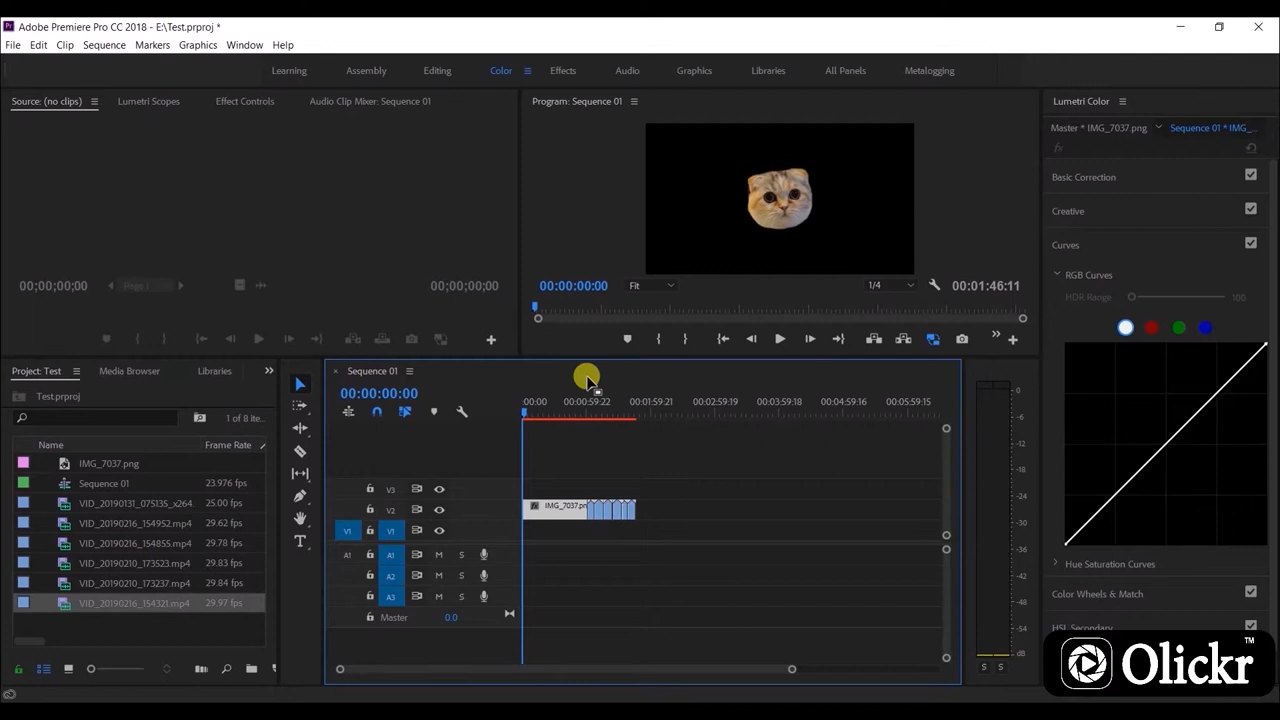 Adobe Premiere Pro CC 2018 - E:\Test.prproj *
File Edit Clip Sequence Markers Graphics Window Help
Learning Assembly Editing Color Effects Audio Graphics Libraries All Panels Metalogging
Source: (no clips) Lumetri Scopes Effect Controls Audio Clip Mixer: Sequence 01
Program: Sequence 01
Lumetri Color
Master * IMG_7037.png Sequence 01 * IMG_...
fx
Basic Correction
Creative
Curves
RGB Curves
HDR Range 100
00;00;00;00 Page 1 00;00;00;00
00:00:00:00 Fit 1/4 00:01:46:11
Project: Test Media Browser Libraries
Test.prproj
1 of 8 ite...
Name Frame Rate
IMG_7037.png
Sequence 01 23.976 fps
VID_20190131_075135_x264. 25.00 fps
VID_20190216_154952.mp4 29.62 fps
VID_20190216_154855.mp4 29.78 fps
VID_20190210_173523.mp4 29.83 fps
VID_20190210_173237.mp4 29.84 fps
VID_20190216_154321.mp4 29.97 fps
Sequence 01
00:00:00:00
:00:00 00:00:59:22 00:01:59:21 00:02:59:19 00:03:59:18 00:04:59:16 00:05:59:15
V3
V2 fx IMG_7037.pn
V1 V1
A1 A1 M S
A2 M S
A3 M S
Master 0.0
0
-6
-12
-18
-24
-30
-36
-42
-48
-54
dB
S S
Hue Saturation Curves
Color Wheels & Match
HSL Secondary
Olickr™